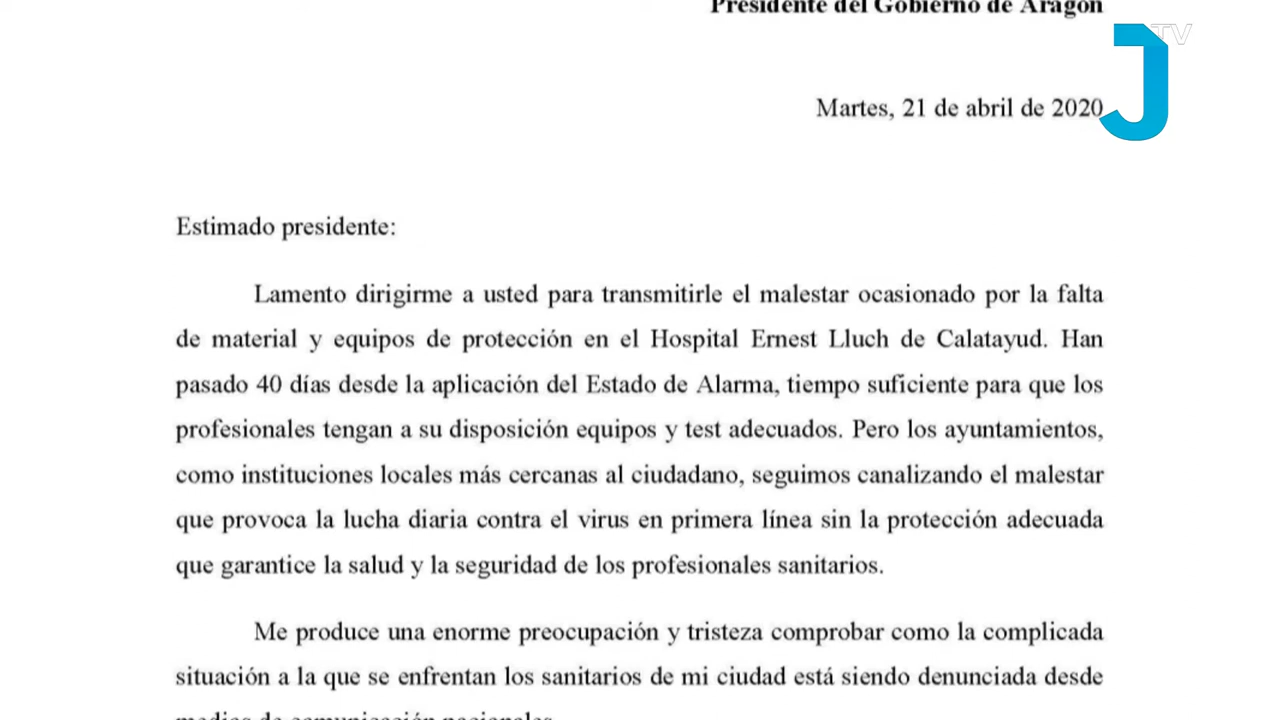 Presidente del Gobierno de Aragón
TV
J
Martes, 21 de abril de 2020
Estimado presidente:
Lamento dirigirme a usted para transmitirle el malestar ocasionado por la falta
de material y equipos de protección en el Hospital Ernest Lluch de Calatayud. Han
pasado 40 días desde la aplicación del Estado de Alarma, tiempo suficiente para que los
profesionales tengan a su disposición equipos y test adecuados. Pero los ayuntamientos,
como instituciones locales más cercanas al ciudadano, seguimos canalizando el malestar
que provoca la lucha diaria contra el virus en primera línea sin la protección adecuada
que garantice la salud y la seguridad de los profesionales sanitarios.
Me produce una enorme preocupación y tristeza comprobar como la complicada
situación a la que se enfrentan los sanitarios de mi ciudad está siendo denunciada desde
medios de comunicación nacionales.